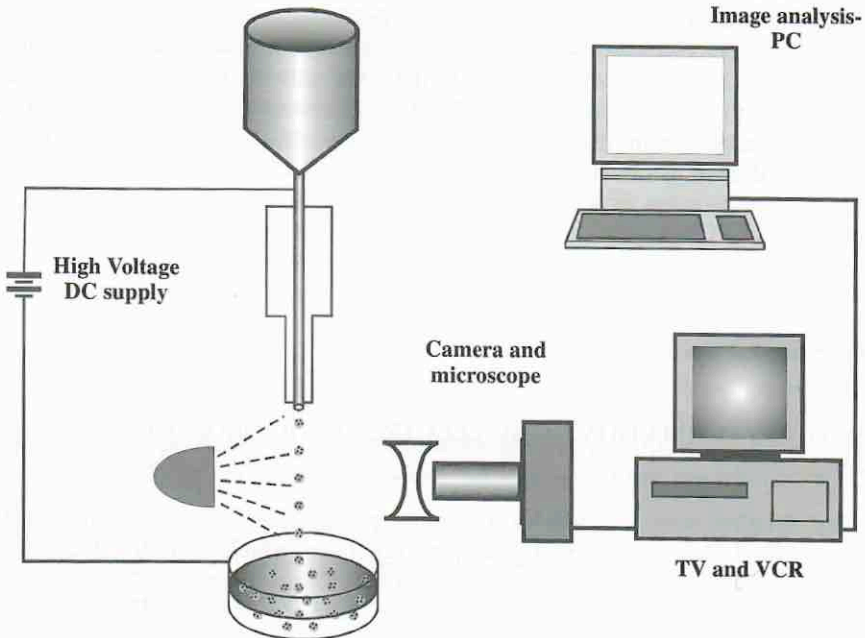 Image analysis-
PC
High Voltage
DC supply
Camera and
microscope
TV and VCR